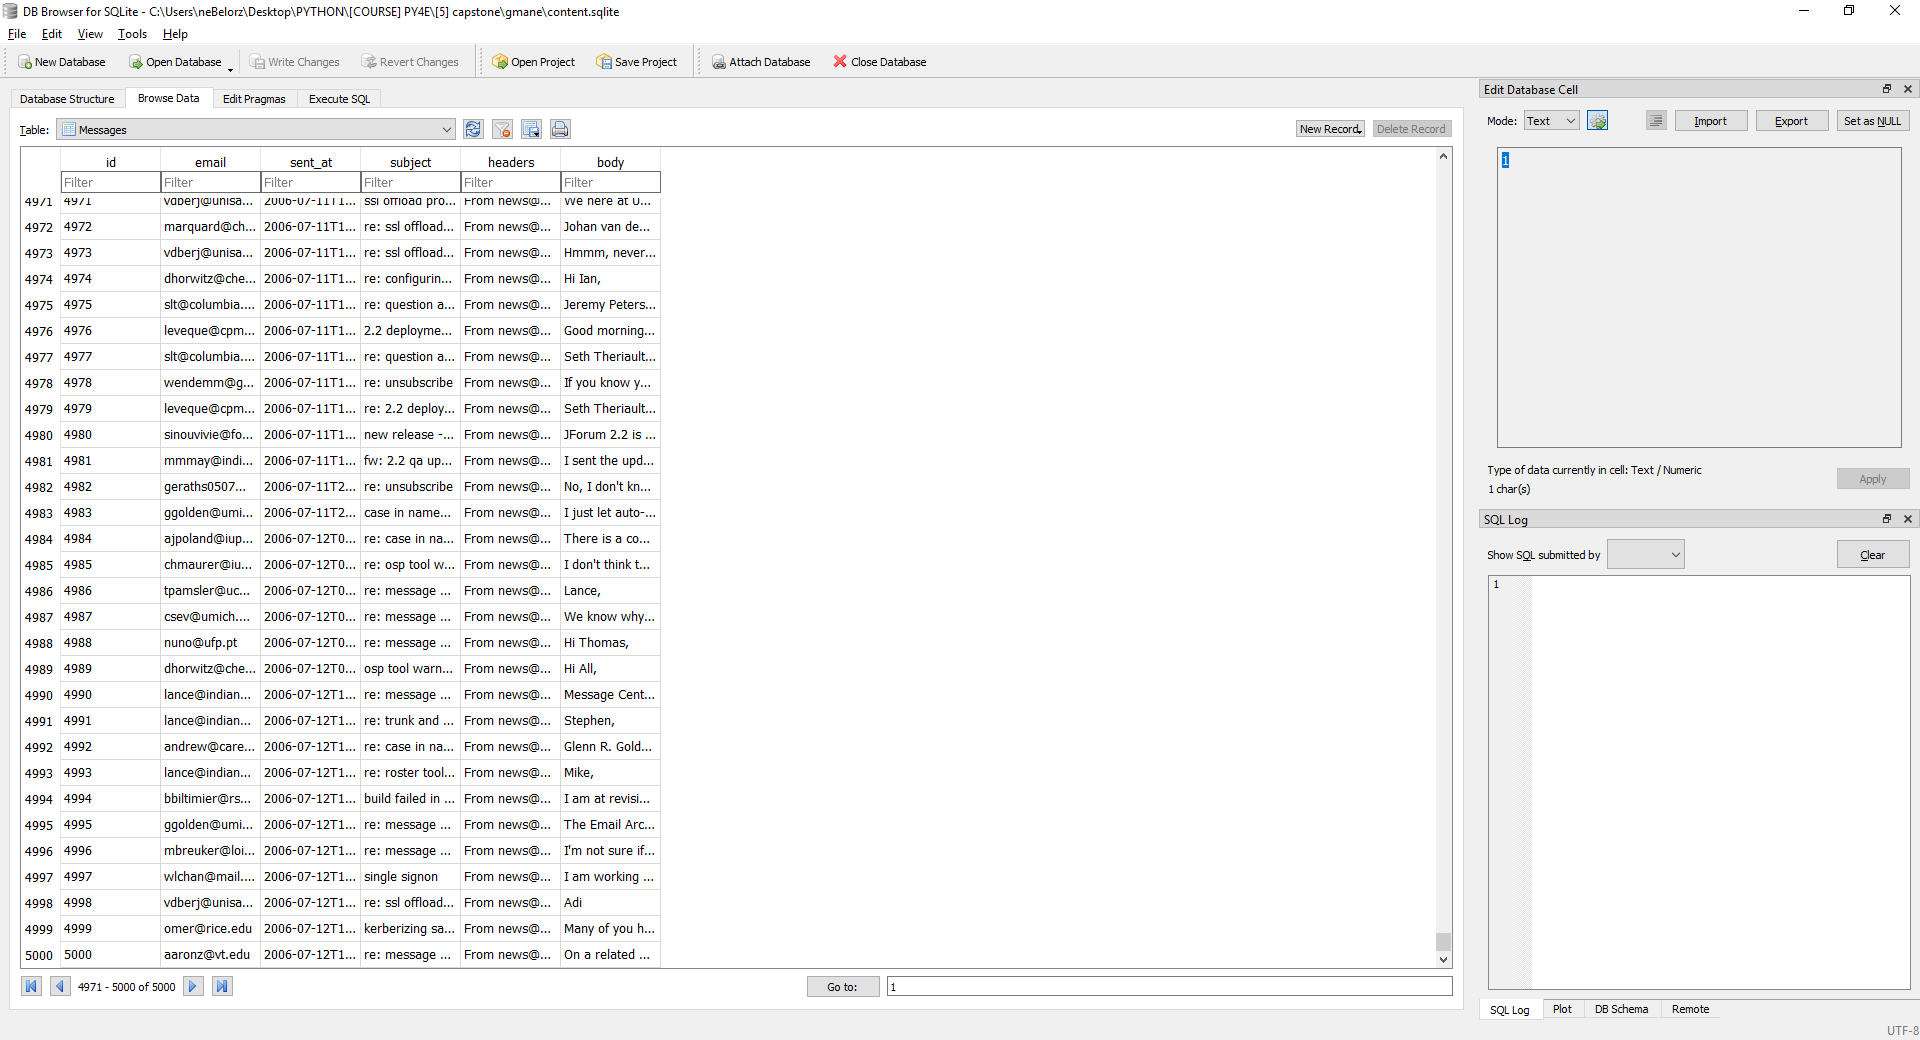 DB Browser for SQLite - C:\Users\neBelorz\Desktop\PYTHON\[COURSE] PY4E\[5] capstone\gmane\content.sqlite
File Edit View Tools Help
New Database Open Database Write Changes Revert Changes Open Project Save Project Attach Database Close Database
Database Structure Browse Data Edit Pragmas Execute SQL
Table: Messages New Record Delete Record
id email sent_at subject headers body
Filter Filter Filter Filter Filter Filter
4971 4971 vdberj@unisa... 2006-07-11T1... ssl offload pro... From news@... We here at U...
4972 4972 marquard@ch... 2006-07-11T1... re: ssl offload... From news@... Johan van de...
4973 4973 vdberj@unisa... 2006-07-11T1... re: ssl offload... From news@... Hmmm, never...
4974 4974 dhorwitz@che... 2006-07-11T1... re: configurin... From news@... Hi Ian,
4975 4975 slt@columbia.... 2006-07-11T1... re: question a... From news@... Jeremy Peters...
4976 4976 leveque@cpm... 2006-07-11T1... 2.2 deployme... From news@... Good morning...
4977 4977 slt@columbia.... 2006-07-11T1... re: question a... From news@... Seth Theriault...
4978 4978 wendemm@g... 2006-07-11T1... re: unsubscribe From news@... If you know y...
4979 4979 leveque@cpm... 2006-07-11T1... re: 2.2 deploy... From news@... Seth Theriault...
4980 4980 sinouvivie@fo... 2006-07-11T1... new release -... From news@... JForum 2.2 is ...
4981 4981 mmmay@indi... 2006-07-11T1... fw: 2.2 qa up... From news@... I sent the upd...
4982 4982 geraths0507... 2006-07-11T2... re: unsubscribe From news@... No, I don't kn...
4983 4983 ggolden@umi... 2006-07-11T2... case in name... From news@... I just let auto-...
4984 4984 ajpoland@iup... 2006-07-12T0... re: case in na... From news@... There is a co...
4985 4985 chmaurer@iu... 2006-07-12T0... re: osp tool w... From news@... I don't think t...
4986 4986 tpamsler@uc... 2006-07-12T0... re: message ... From news@... Lance,
4987 4987 csev@umich.... 2006-07-12T0... re: message ... From news@... We know why...
4988 4988 nuno@ufp.pt 2006-07-12T0... re: message ... From news@... Hi Thomas,
4989 4989 dhorwitz@che... 2006-07-12T0... osp tool warn... From news@... Hi All,
4990 4990 lance@indian... 2006-07-12T1... re: message ... From news@... Message Cent...
4991 4991 lance@indian... 2006-07-12T1... re: trunk and ... From news@... Stephen,
4992 4992 andrew@care... 2006-07-12T1... re: case in na... From news@... Glenn R. Gold...
4993 4993 lance@indian... 2006-07-12T1... re: roster tool... From news@... Mike,
4994 4994 bbiltimier@rs... 2006-07-12T1... build failed in ... From news@... I am at revisi...
4995 4995 ggolden@umi... 2006-07-12T1... re: message ... From news@... The Email Arc...
4996 4996 mbreuker@loi... 2006-07-12T1... re: message ... From news@... I'm not sure if...
4997 4997 wlchan@mail.... 2006-07-12T1... single signon From news@... I am working ...
4998 4998 vdberj@unisa... 2006-07-12T1... re: ssl offload... From news@... Adi
4999 4999 omer@rice.edu 2006-07-12T1... kerberizing sa... From news@... Many of you h...
5000 5000 aaronz@vt.edu 2006-07-12T1... re: message ... From news@... On a related ...
4971 - 5000 of 5000 Go to: 1
Edit Database Cell
Mode: Text Import Export Set as NULL
1
Type of data currently in cell: Text / Numeric
1 char(s) Apply
SQL Log
Show SQL submitted by Clear
1
SQL Log Plot DB Schema Remote
UTF-8